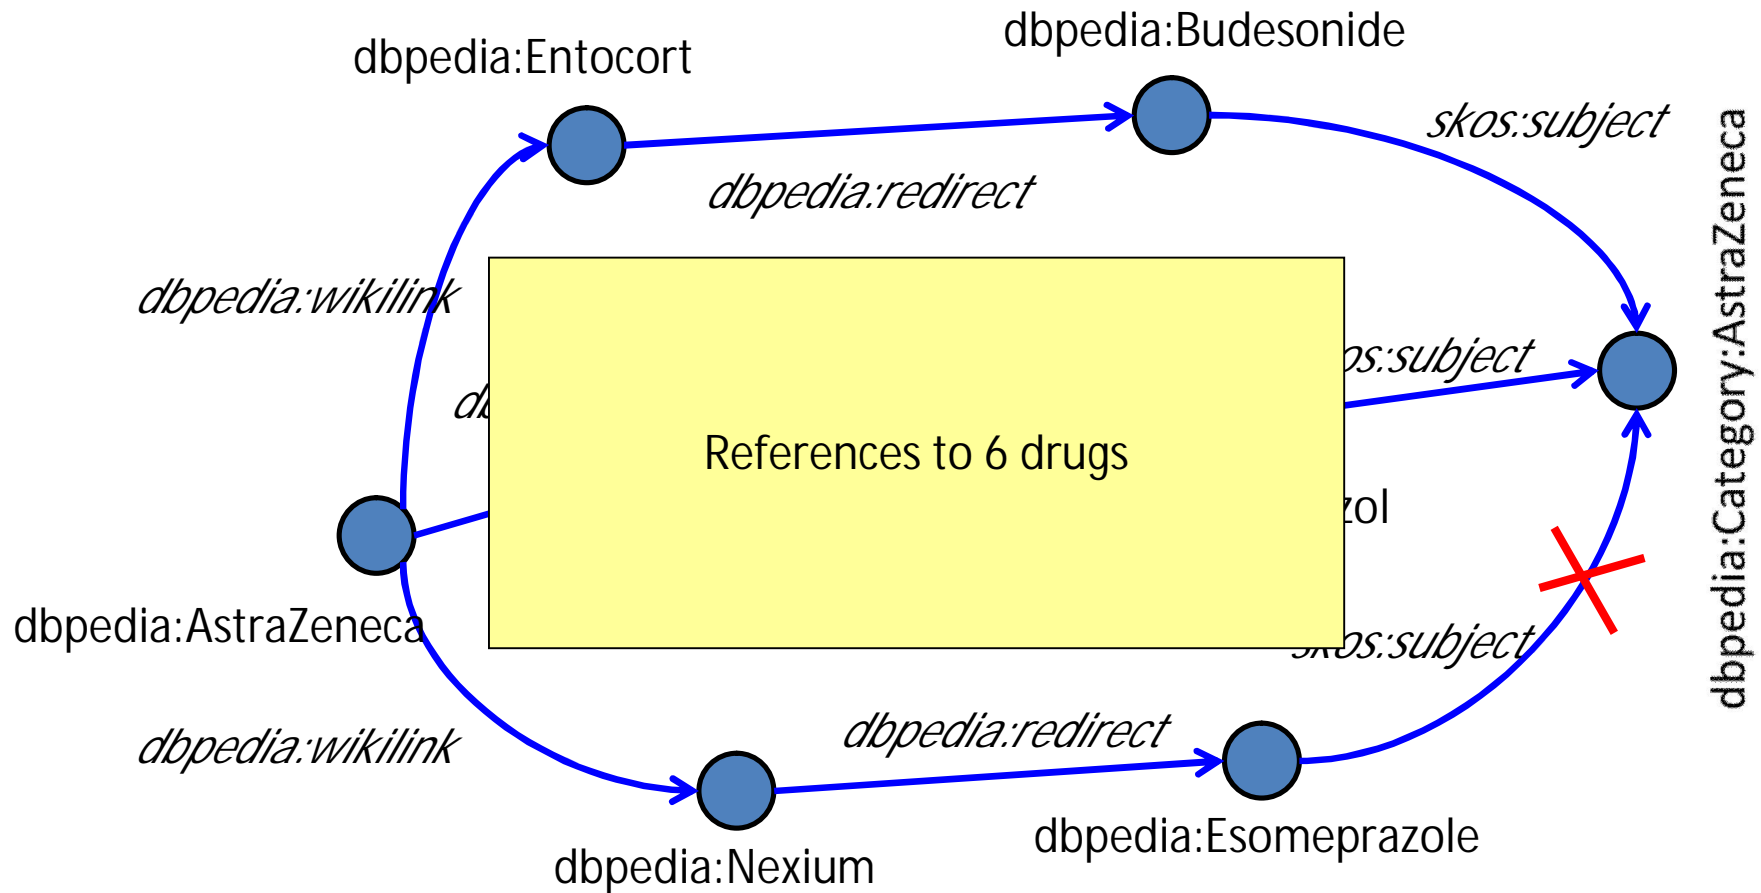 dbpedia:Budesonide
dbpedia:Entocort
skos:subject
dbpedia:redirect
dbpedia:wikilink
dbpedia:Category:AstraZeneca
os:subject
References to 6 drugs
zol
dbpedia:AstraZeneca
skos:subject
dbpedia:redirect
dbpedia:wikilink
dbpedia:Esomeprazole
dbpedia:Nexium